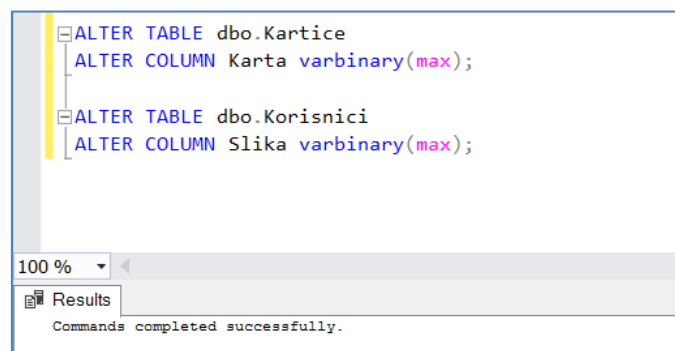 ALTER TABLE dbo.Kartice
ALTER COLUMN Karta varbinary(max);
ALTER TABLE dbo.Korisnici
ALTER COLUMN Slika varbinary(max);
100 %
Results
Commands completed successfully.